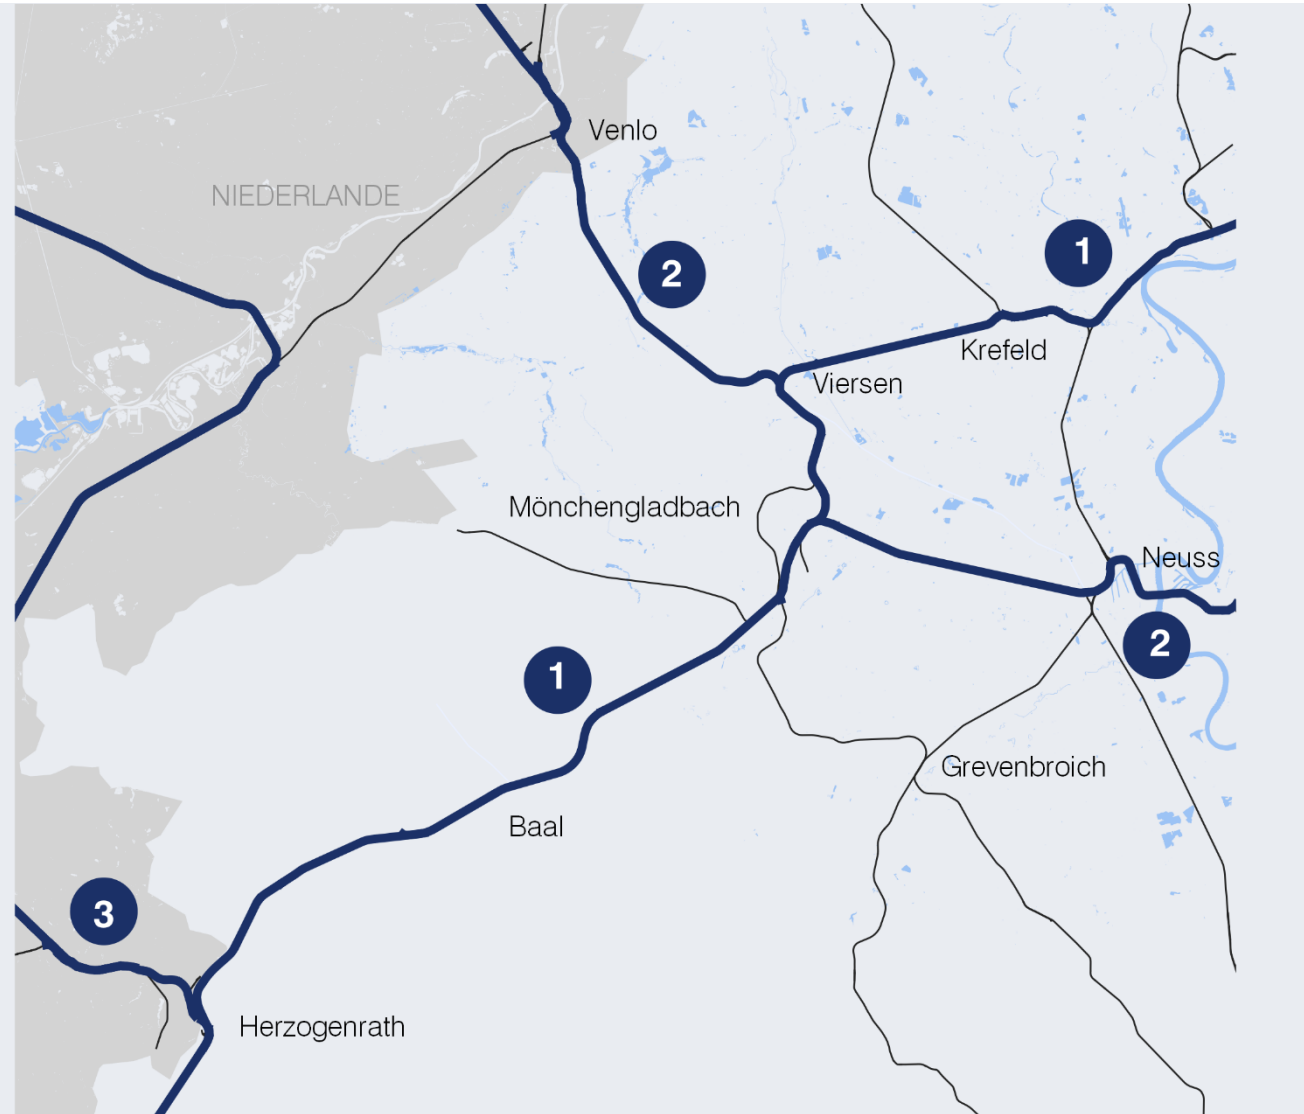 Venlo
NIEDERLANDE
1
2
Krefeld
Viersen
Mönchengladbach
Neuss
2
1
Grevenbroich
Baal
3
Herzogenrath